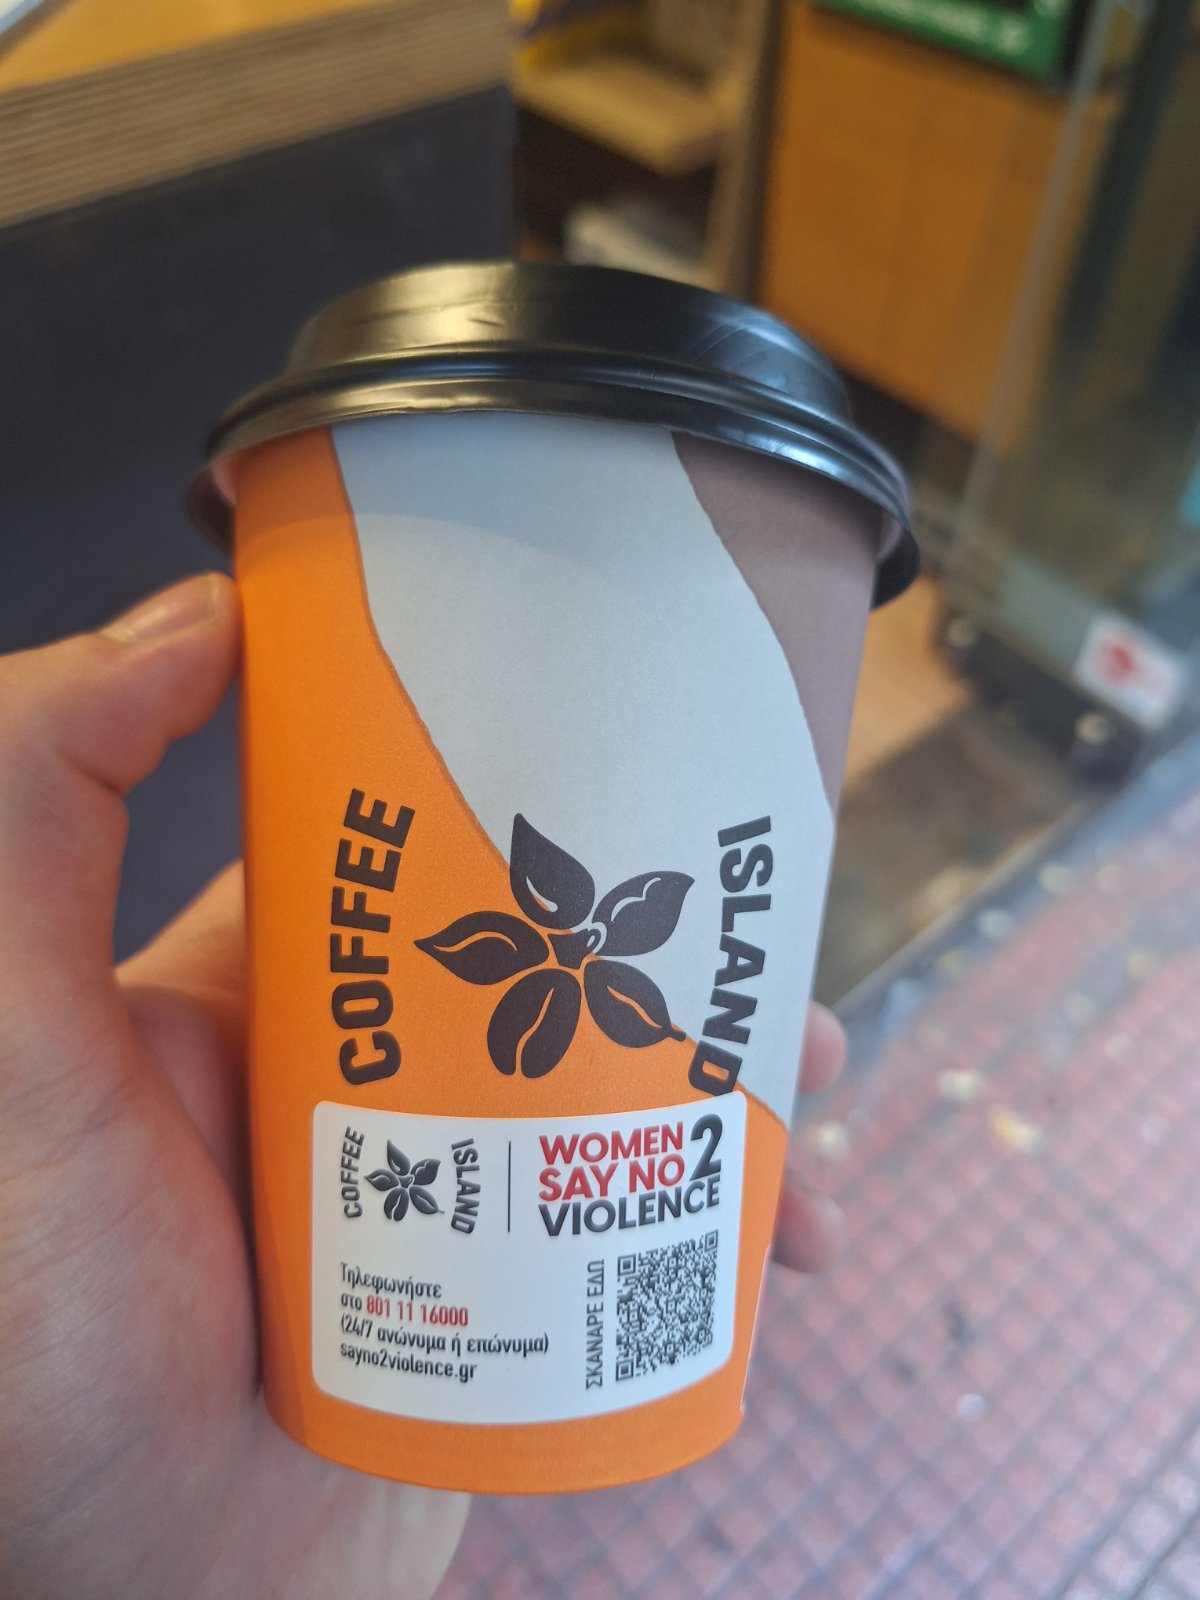 COFFEE
ISLAND
COFFEE
ISLAND
WOMEN
SAY NO 2
VIOLENCE
Τηλεφωνήστε
στο 801 11 16000
(24/7 ανώνυμα ή επώνυμα)
sayno2violence.gr
ΣΚΑΝΑΡΕ ΕΔΩ